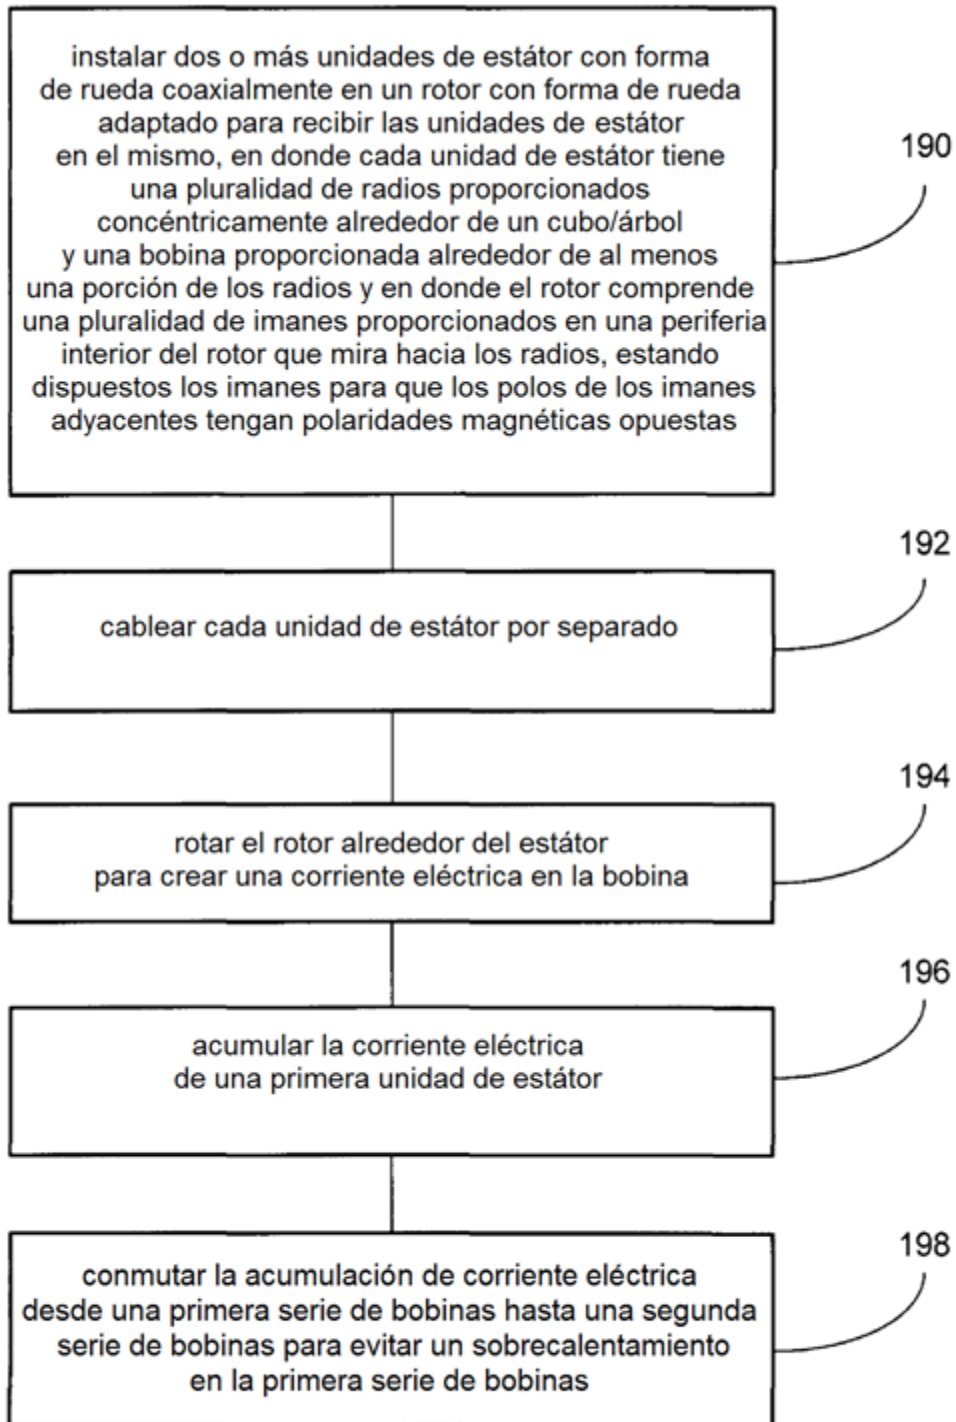 instalar dos o más unidades de estátor con forma
de rueda coaxialmente en un rotor con forma de rueda
adaptado para recibir las unidades de estátor
en el mismo, en donde cada unidad de estátor tiene
una pluralidad de radios proporcionados
concéntricamente alrededor de un cubo/árbol
y una bobina proporcionada alrededor de al menos
una porción de los radios y en donde el rotor comprende
una pluralidad de imanes proporcionados en una periferia
interior del rotor que mira hacia los radios, estando
dispuestos los imanes para que los polos de los imanes
adyacentes tengan polaridades magnéticas opuestas
190
192
cablear cada unidad de estátor por separado
194
rotar el rotor alrededor del estátor
para crear una corriente eléctrica en la bobina
196
acumular la corriente eléctrica
de una primera unidad de estátor
198
conmutar la acumulación de corriente eléctrica
desde una primera serie de bobinas hasta una segunda
serie de bobinas para evitar un sobrecalentamiento
en la primera serie de bobinas